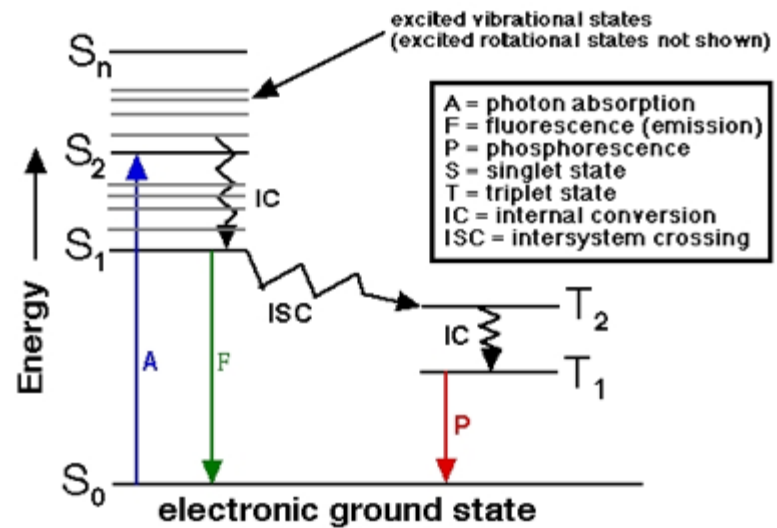 excited vibrational states
(excited rotational states not shown)
Sn
A = photon absorption
F = fluorescence (emission)
P = phosphorescence
S = singlet state
T = triplet state
IC = internal conversion
ISC = intersystem crossing
S2
IC
S1
ISC
T2
IC
T1
Energy
A
F
P
S0
electronic ground state